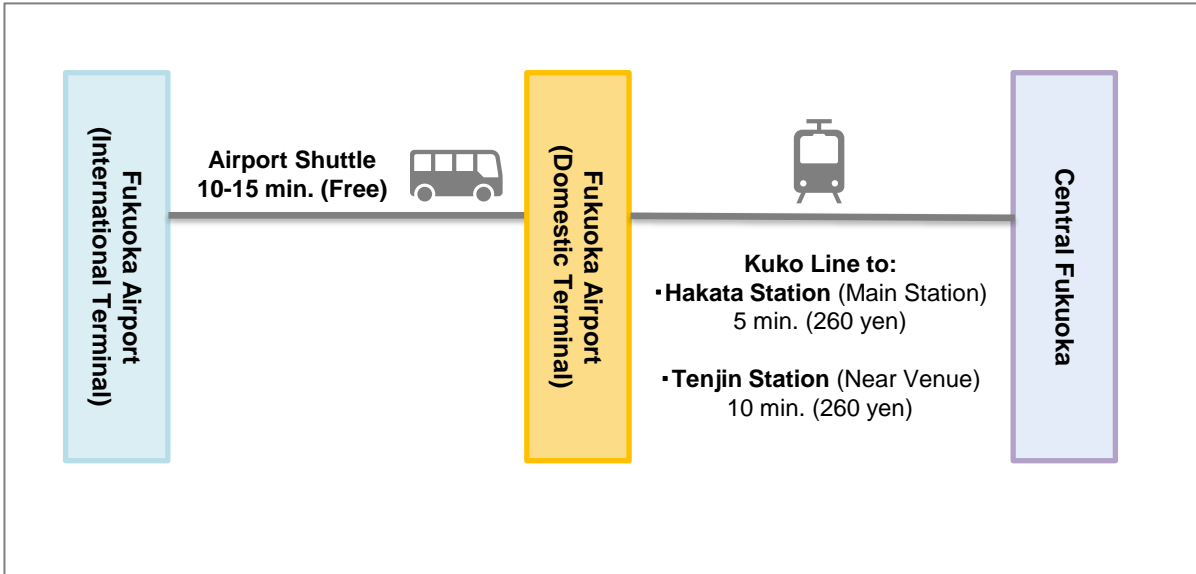 Fukuoka Airport
(International Terminal)
Airport Shuttle
10-15 min. (Free)
Fukuoka Airport
(Domestic Terminal)
Kuko Line to:
・Hakata Station (Main Station)
5 min. (260 yen)
・Tenjin Station (Near Venue)
10 min. (260 yen)
Central Fukuoka